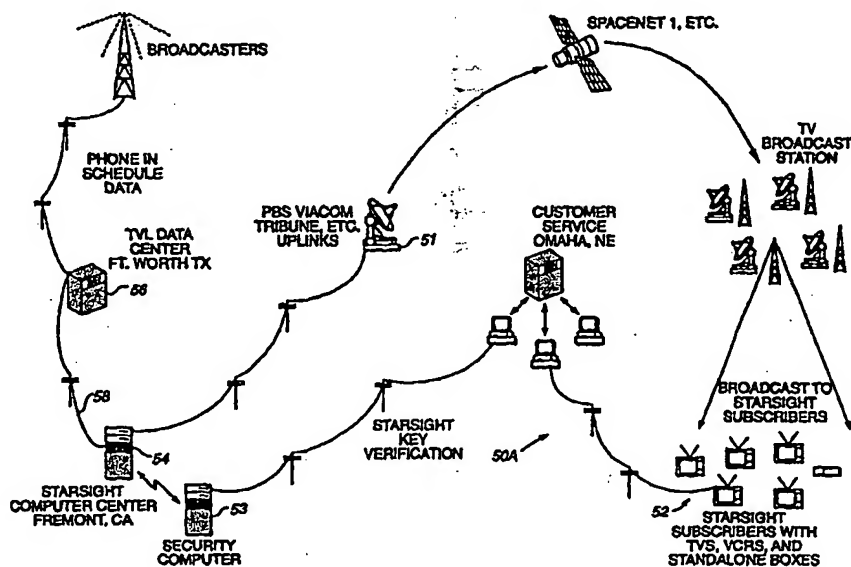 BROADCASTERS
SPACENET 1, ETC.
TV
BROADCAST
STATION
PHONE IN
SCHEDULE
DATA
PBS VIACOM
TRIBUNE, ETC.
UPLINKS
51
CUSTOMER
SERVICE
OMAHA, NE
TVL DATA
CENTER
FT. WORTH TX
56
58
54
STARSIGHT
COMPUTER CENTER
FREMONT, CA
53
SECURITY
COMPUTER
STARSIGHT
KEY
VERIFICATION
50A
BROADCAST TO
STARSIGHT
SUBSCRIBERS
52
STARSIGHT
SUBSCRIBERS WITH
TVS, VCRS, AND
STANDALONE BOXES